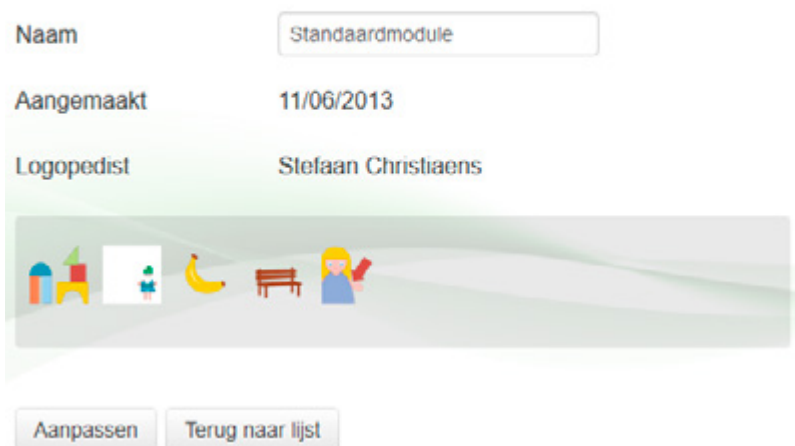 Naam Standaardmodule
Aangemaakt 11/06/2013
Logopedist Stefaan Christiaens
Aanpassen Terug naar lijst